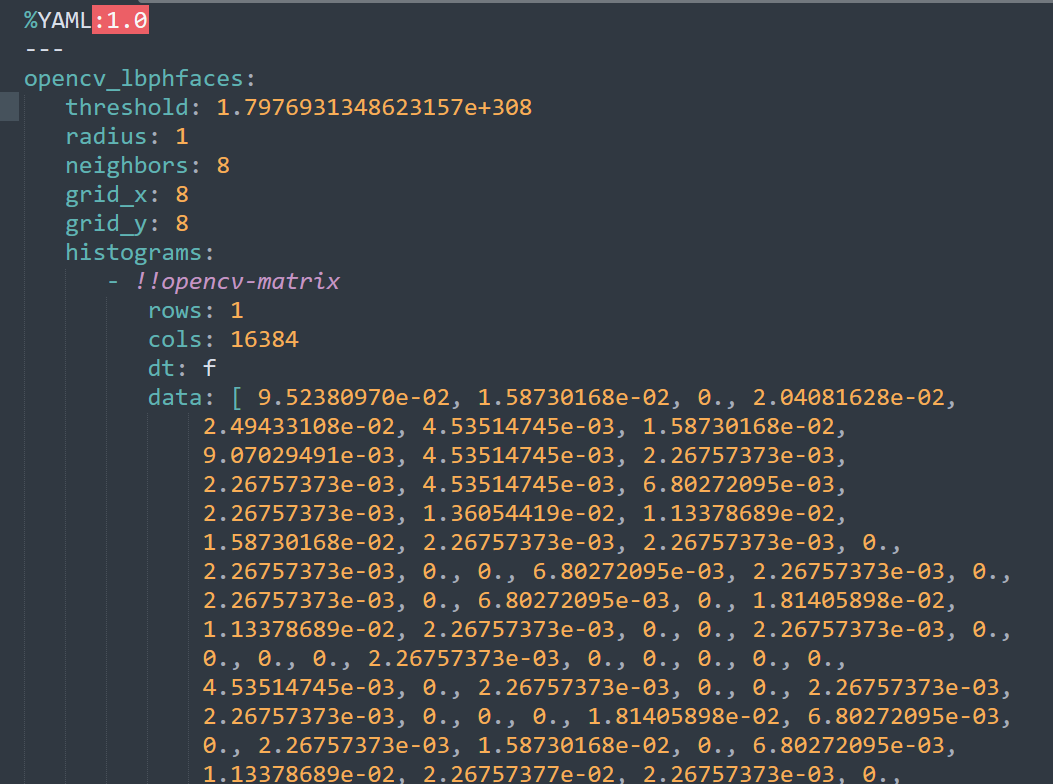 %YAML:1.0
---
opencv_lbphfaces:
threshold: 1.7976931348623157e+308
radius: 1
neighbors: 8
grid_x: 8
grid_y: 8
histograms:
- !!opencv-matrix
rows: 1
cols: 16384
dt: f
data: [ 9.52380970e-02, 1.58730168e-02, 0., 2.04081628e-02,
2.49433108e-02, 4.53514745e-03, 1.58730168e-02,
9.07029491e-03, 4.53514745e-03, 2.26757373e-03,
2.26757373e-03, 4.53514745e-03, 6.80272095e-03,
2.26757373e-03, 1.36054419e-02, 1.13378689e-02,
1.58730168e-02, 2.26757373e-03, 2.26757373e-03, 0.,
2.26757373e-03, 0., 0., 6.80272095e-03, 2.26757373e-03, 0.,
2.26757373e-03, 0., 6.80272095e-03, 0., 1.81405898e-02,
1.13378689e-02, 2.26757373e-03, 0., 0., 2.26757373e-03, 0.,
0., 0., 0., 2.26757373e-03, 0., 0., 0., 0., 0.,
4.53514745e-03, 0., 2.26757373e-03, 0., 0., 2.26757373e-03,
2.26757373e-03, 0., 0., 0., 1.81405898e-02, 6.80272095e-03,
0., 2.26757373e-03, 1.58730168e-02, 0., 6.80272095e-03,
1.13378689e-02, 2.26757377e-02, 2.26757373e-03, 0.,